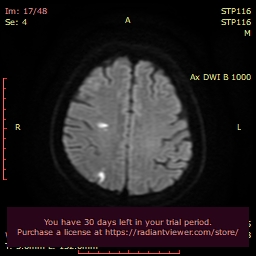 Im: 17/48
Se: 4
A
STP116
STP116
M
Ax DWI B 1000
R
L
You have 30 days left in your trial period.
Purchase a license at https://radiantviewer.com/store/